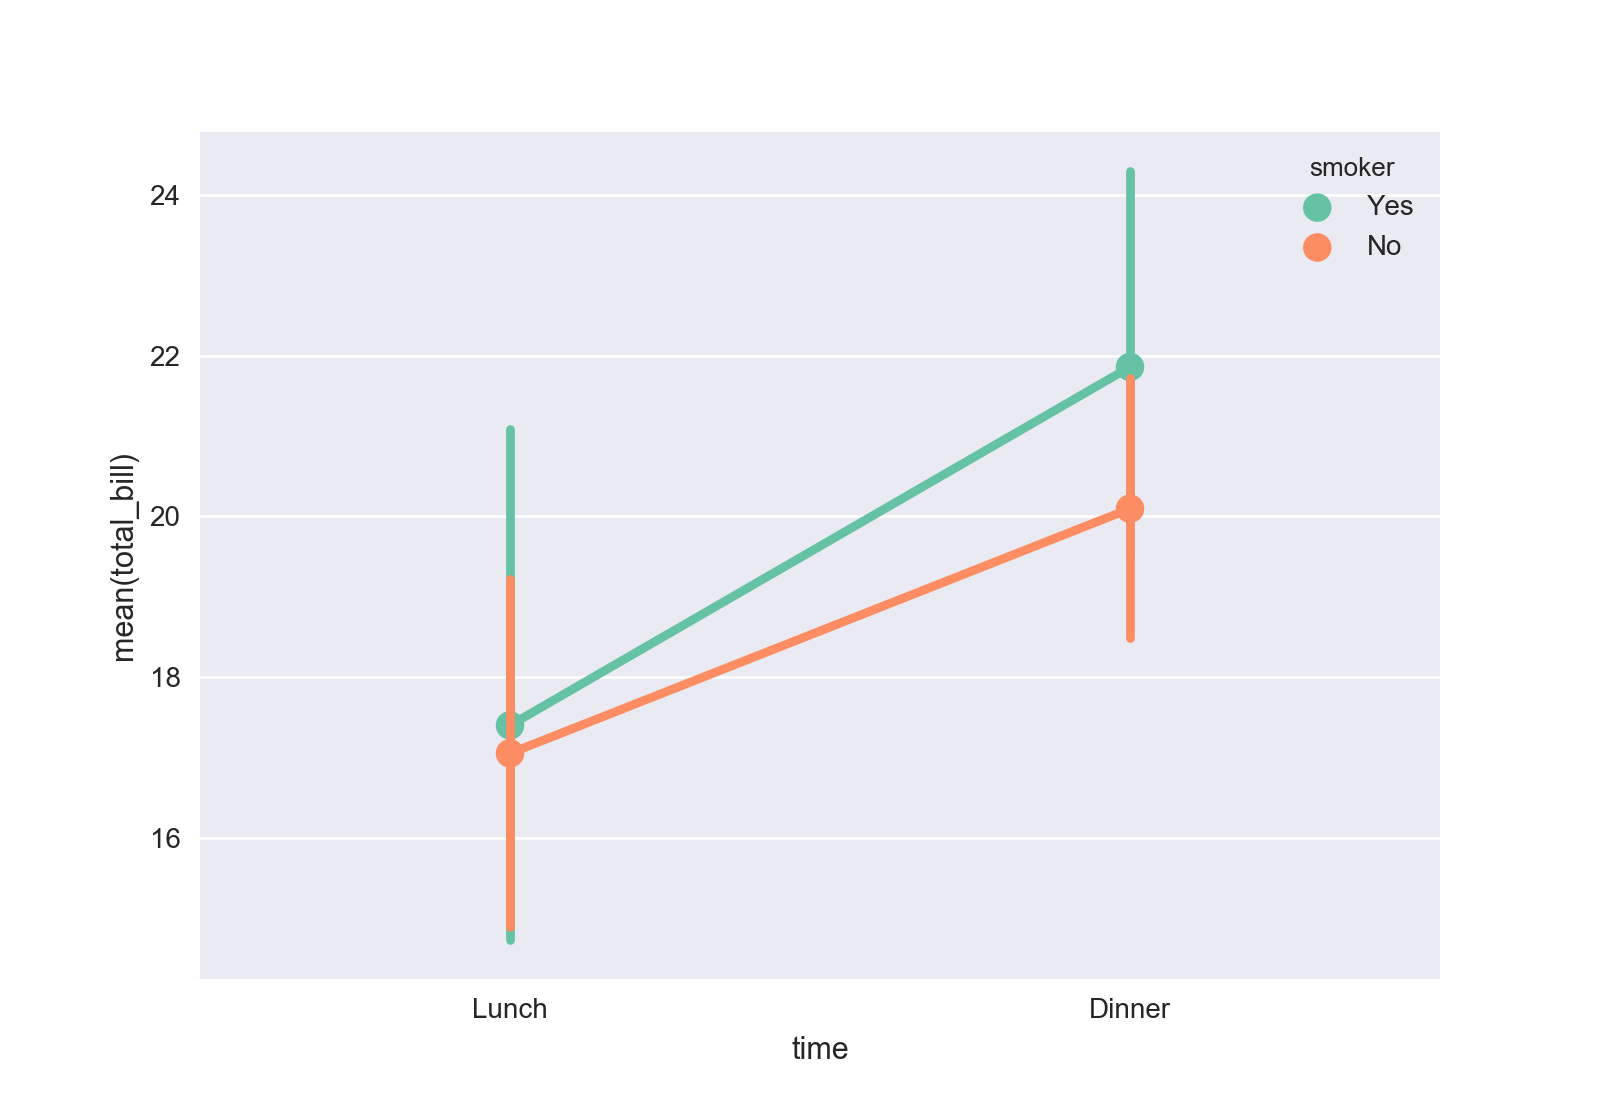 smoker
Yes
No
24
22
20
18
16
mean(total_bill)
Lunch
Dinner
time